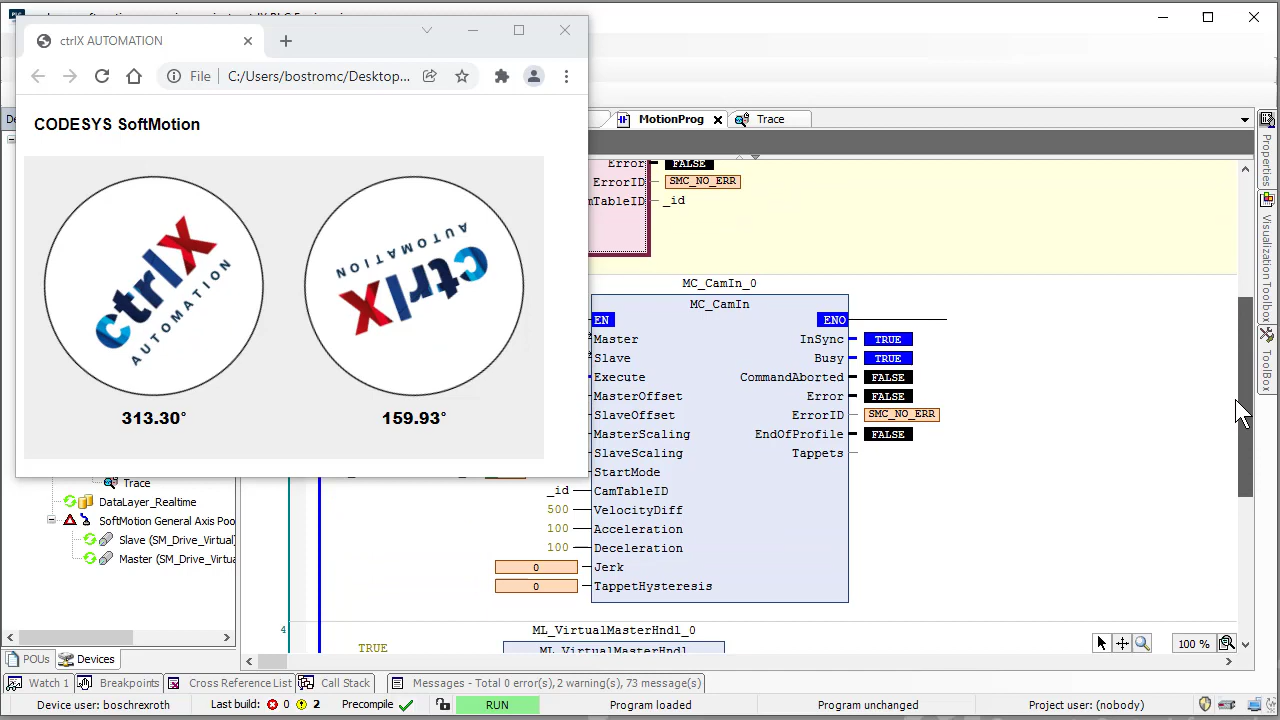 ctrlX AUTOMATION
File
C:/Users/bostromc/Desktop...
CODESYS SoftMotion
ctrlX
AUTOMATION
ctrlX
AUTOMATION
313.30°
159.93°
MotionProg
Trace
Properties
Visualization Toolbox
ToolBox
Error
FALSE
ErrorID
SMC_NO_ERR
mTableID
_id
MC_CamIn_0
MC_CamIn
EN
ENO
Master
InSync
TRUE
Slave
Busy
TRUE
Execute
CommandAborted
FALSE
MasterOffset
Error
FALSE
SlaveOffset
ErrorID
SMC_NO_ERR
MasterScaling
EndOfProfile
FALSE
SlaveScaling
Tappets
StartMode
_id
CamTableID
500
VelocityDiff
100
Acceleration
100
Deceleration
0
Jerk
0
TappetHysteresis
4
ML_VirtualMasterHndl_0
TRUE
ML_VirtualMasterHndl
Trace
DataLayer_Realtime
SoftMotion General Axis Poo
Slave (SM_Drive_Virtual)
Master (SM_Drive_Virtua
POUs
Devices
100 %
Watch 1
Breakpoints
Cross Reference List
Call Stack
Messages - Total 0 error(s), 2 warning(s), 73 message(s)
Device user: boschrexroth
Last build:
0
2
Precompile
RUN
Program loaded
Program unchanged
Project user: (nobody)